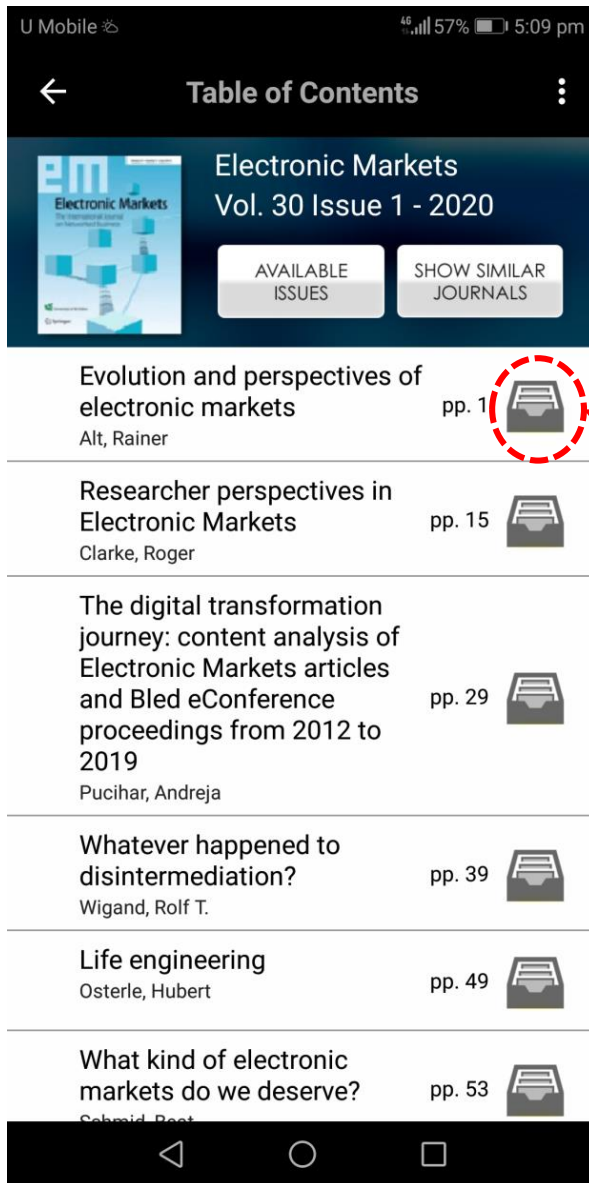 U Mobile 57% 5:09 pm
Table of Contents
em
Electronic Markets
Electronic Markets
Vol. 30 Issue 1 - 2020
AVAILABLE
ISSUES
SHOW SIMILAR
JOURNALS
Evolution and perspectives of
electronic markets
Alt, Rainer
pp. 1
Researcher perspectives in
Electronic Markets
Clarke, Roger
pp. 15
The digital transformation
journey: content analysis of
Electronic Markets articles
and Bled eConference
proceedings from 2012 to
2019
Pucihar, Andreja
pp. 29
Whatever happened to
disintermediation?
Wigand, Rolf T.
pp. 39
Life engineering
Osterle, Hubert
pp. 49
What kind of electronic
markets do we deserve?
pp. 53